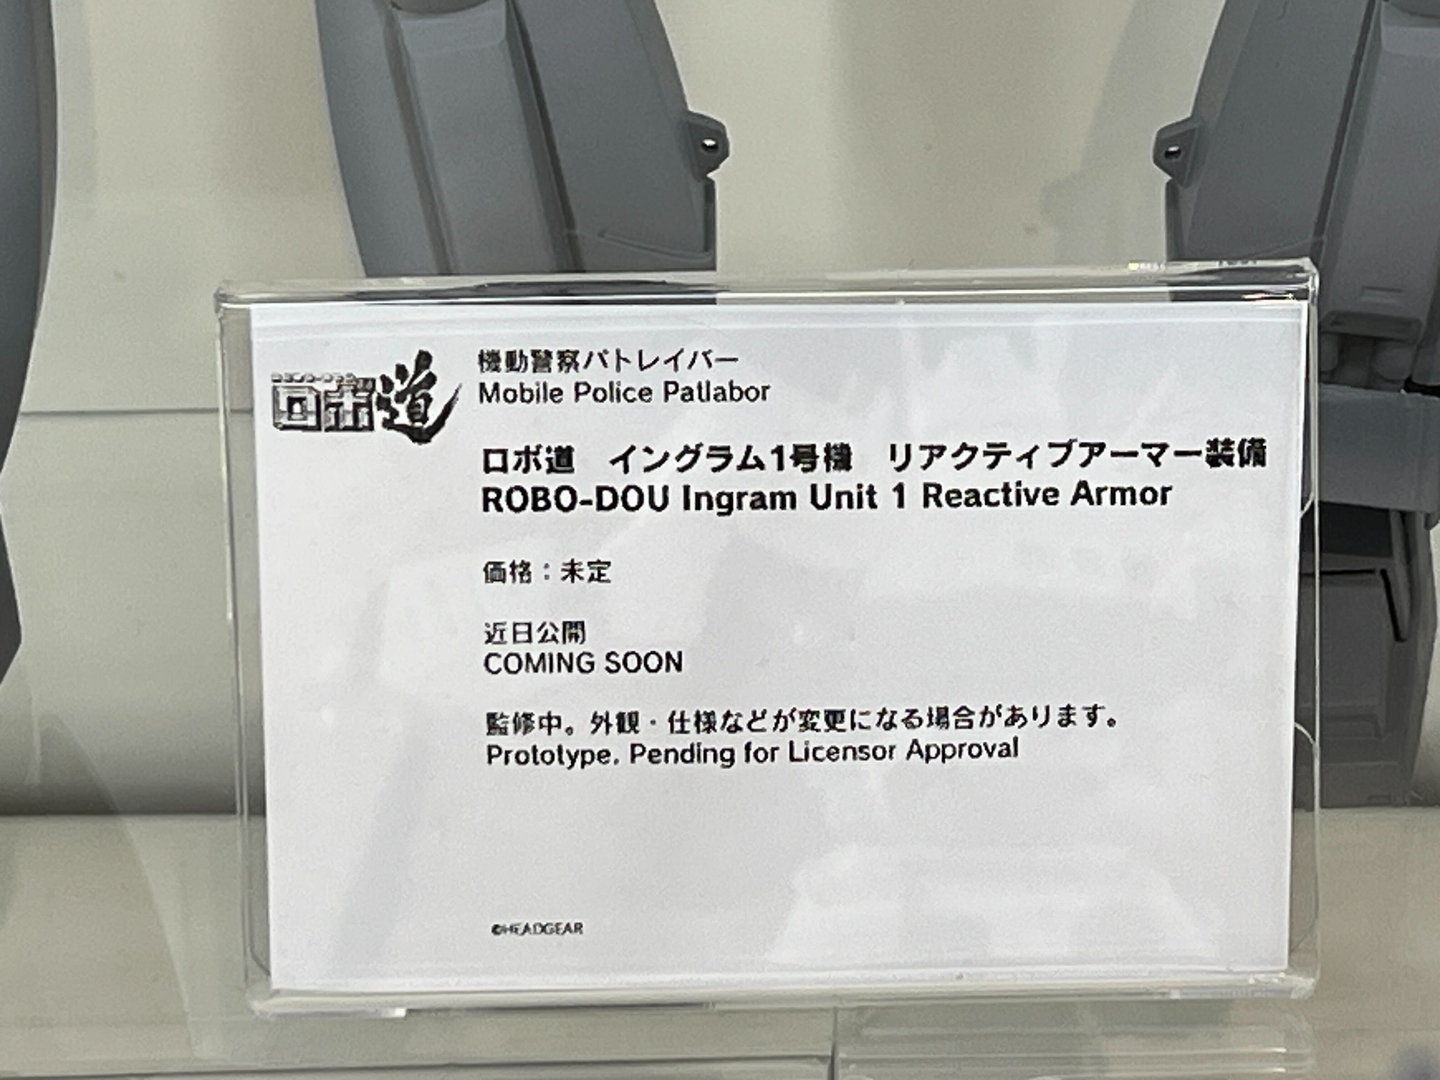 ロボ道
機動警察パトレイバー
Mobile Police Patlabor
ロボ道　イングラム1号機　リアクティブアーマー装備
ROBO-DOU Ingram Unit 1 Reactive Armor
価格：未定
近日公開
COMING SOON
監修中。外観・仕様などが変更になる場合があります。
Prototype. Pending for Licensor Approval
©HEADGEAR